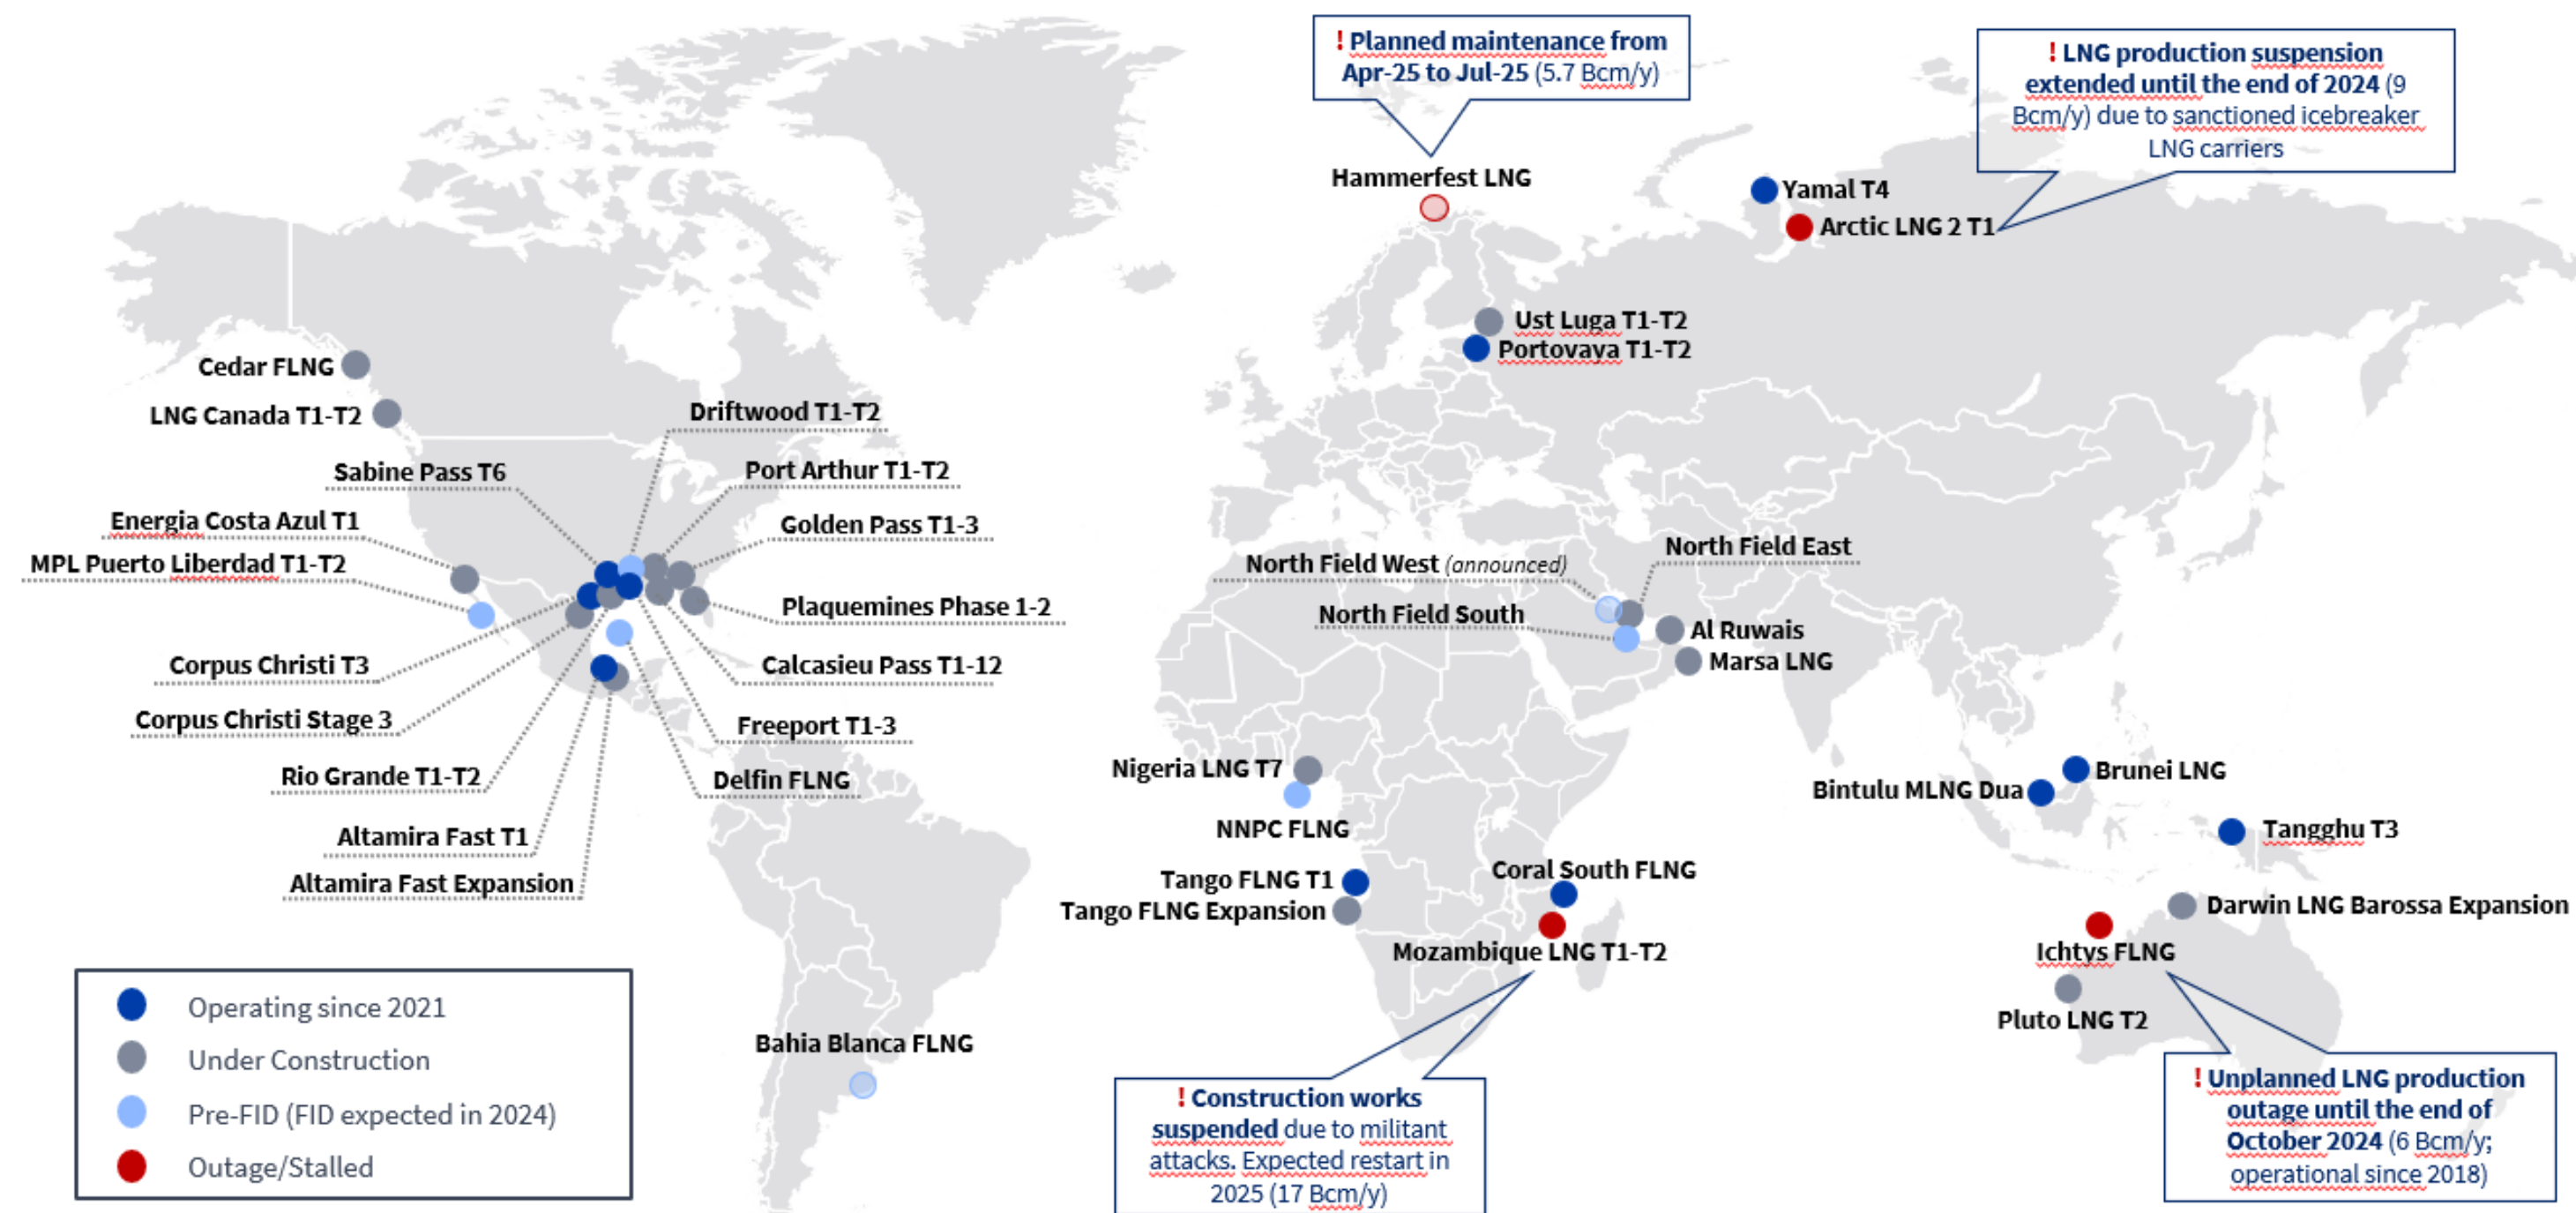 ! Planned maintenance from
Apr-25 to Jul-25 (5.7 Bcm/y)
! LNG production suspension
extended until the end of 2024 (9
Bcm/y) due to sanctioned icebreaker
LNG carriers
Hammerfest LNG
Yamal T4
Arctic LNG 2 T1
Ust Luga T1-T2
Portovaya T1-T2
Cedar FLNG
LNG Canada T1-T2
Driftwood T1-T2
Sabine Pass T6
Port Arthur T1-T2
Energia Costa Azul T1
Golden Pass T1-3
MPL Puerto Liberdad T1-T2
North Field West (announced)
North Field East
Plaquemines Phase 1-2
North Field South
Al Ruwais
Marsa LNG
Corpus Christi T3
Calcasieu Pass T1-12
Corpus Christi Stage 3
Freeport T1-3
Rio Grande T1-T2
Delfin FLNG
Nigeria LNG T7
NNPC FLNG
Brunei LNG
Bintulu MLNG Dua
Tangghu T3
Altamira Fast T1
Altamira Fast Expansion
Tango FLNG T1
Tango FLNG Expansion
Coral South FLNG
Mozambique LNG T1-T2
Darwin LNG Barossa Expansion
Ichtys FLNG
Pluto LNG T2
Bahia Blanca FLNG
Operating since 2021
Under Construction
Pre-FID (FID expected in 2024)
Outage/Stalled
! Construction works
suspended due to militant
attacks. Expected restart in
2025 (17 Bcm/y)
! Unplanned LNG production
outage until the end of
October 2024 (6 Bcm/y;
operational since 2018)